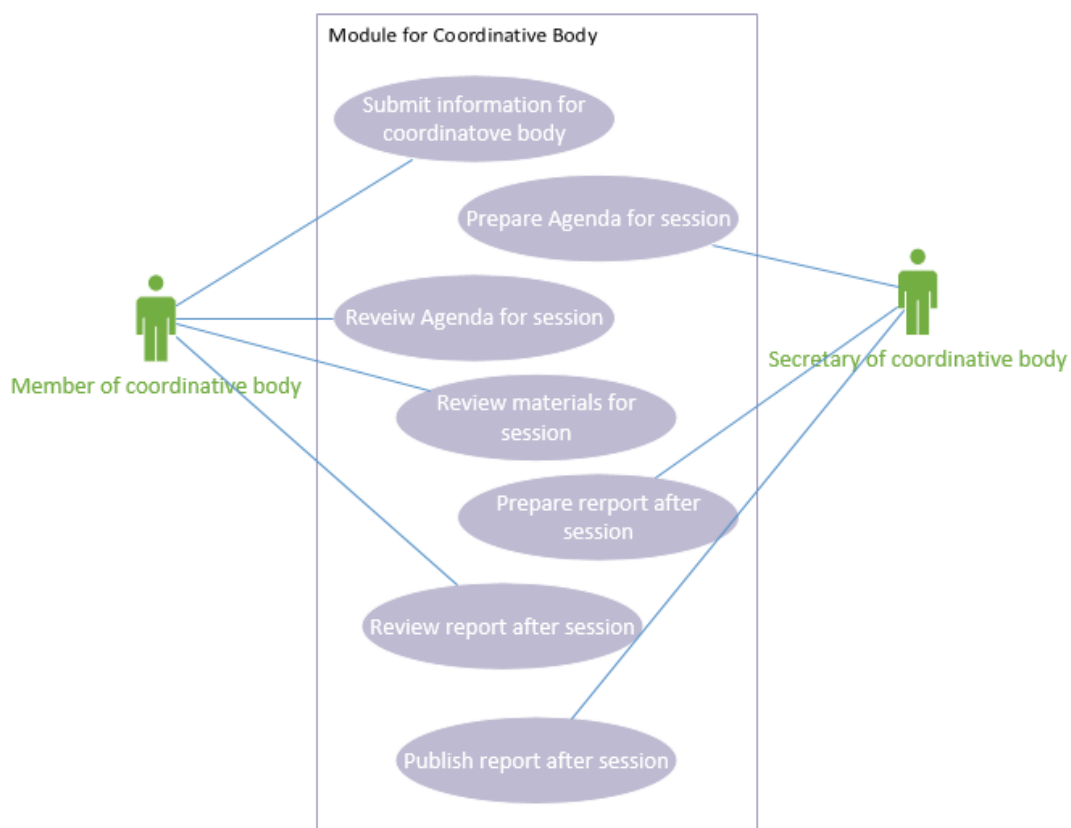 Module for Coordinative Body
Submit information for
coordinatove body
Prepare Agenda for session
Reveiw Agenda for session
Member of coordinative body
Secretary of coordinative body
Review materials for
session
Prepare rerport after
session
Review report after session
Publish report after session